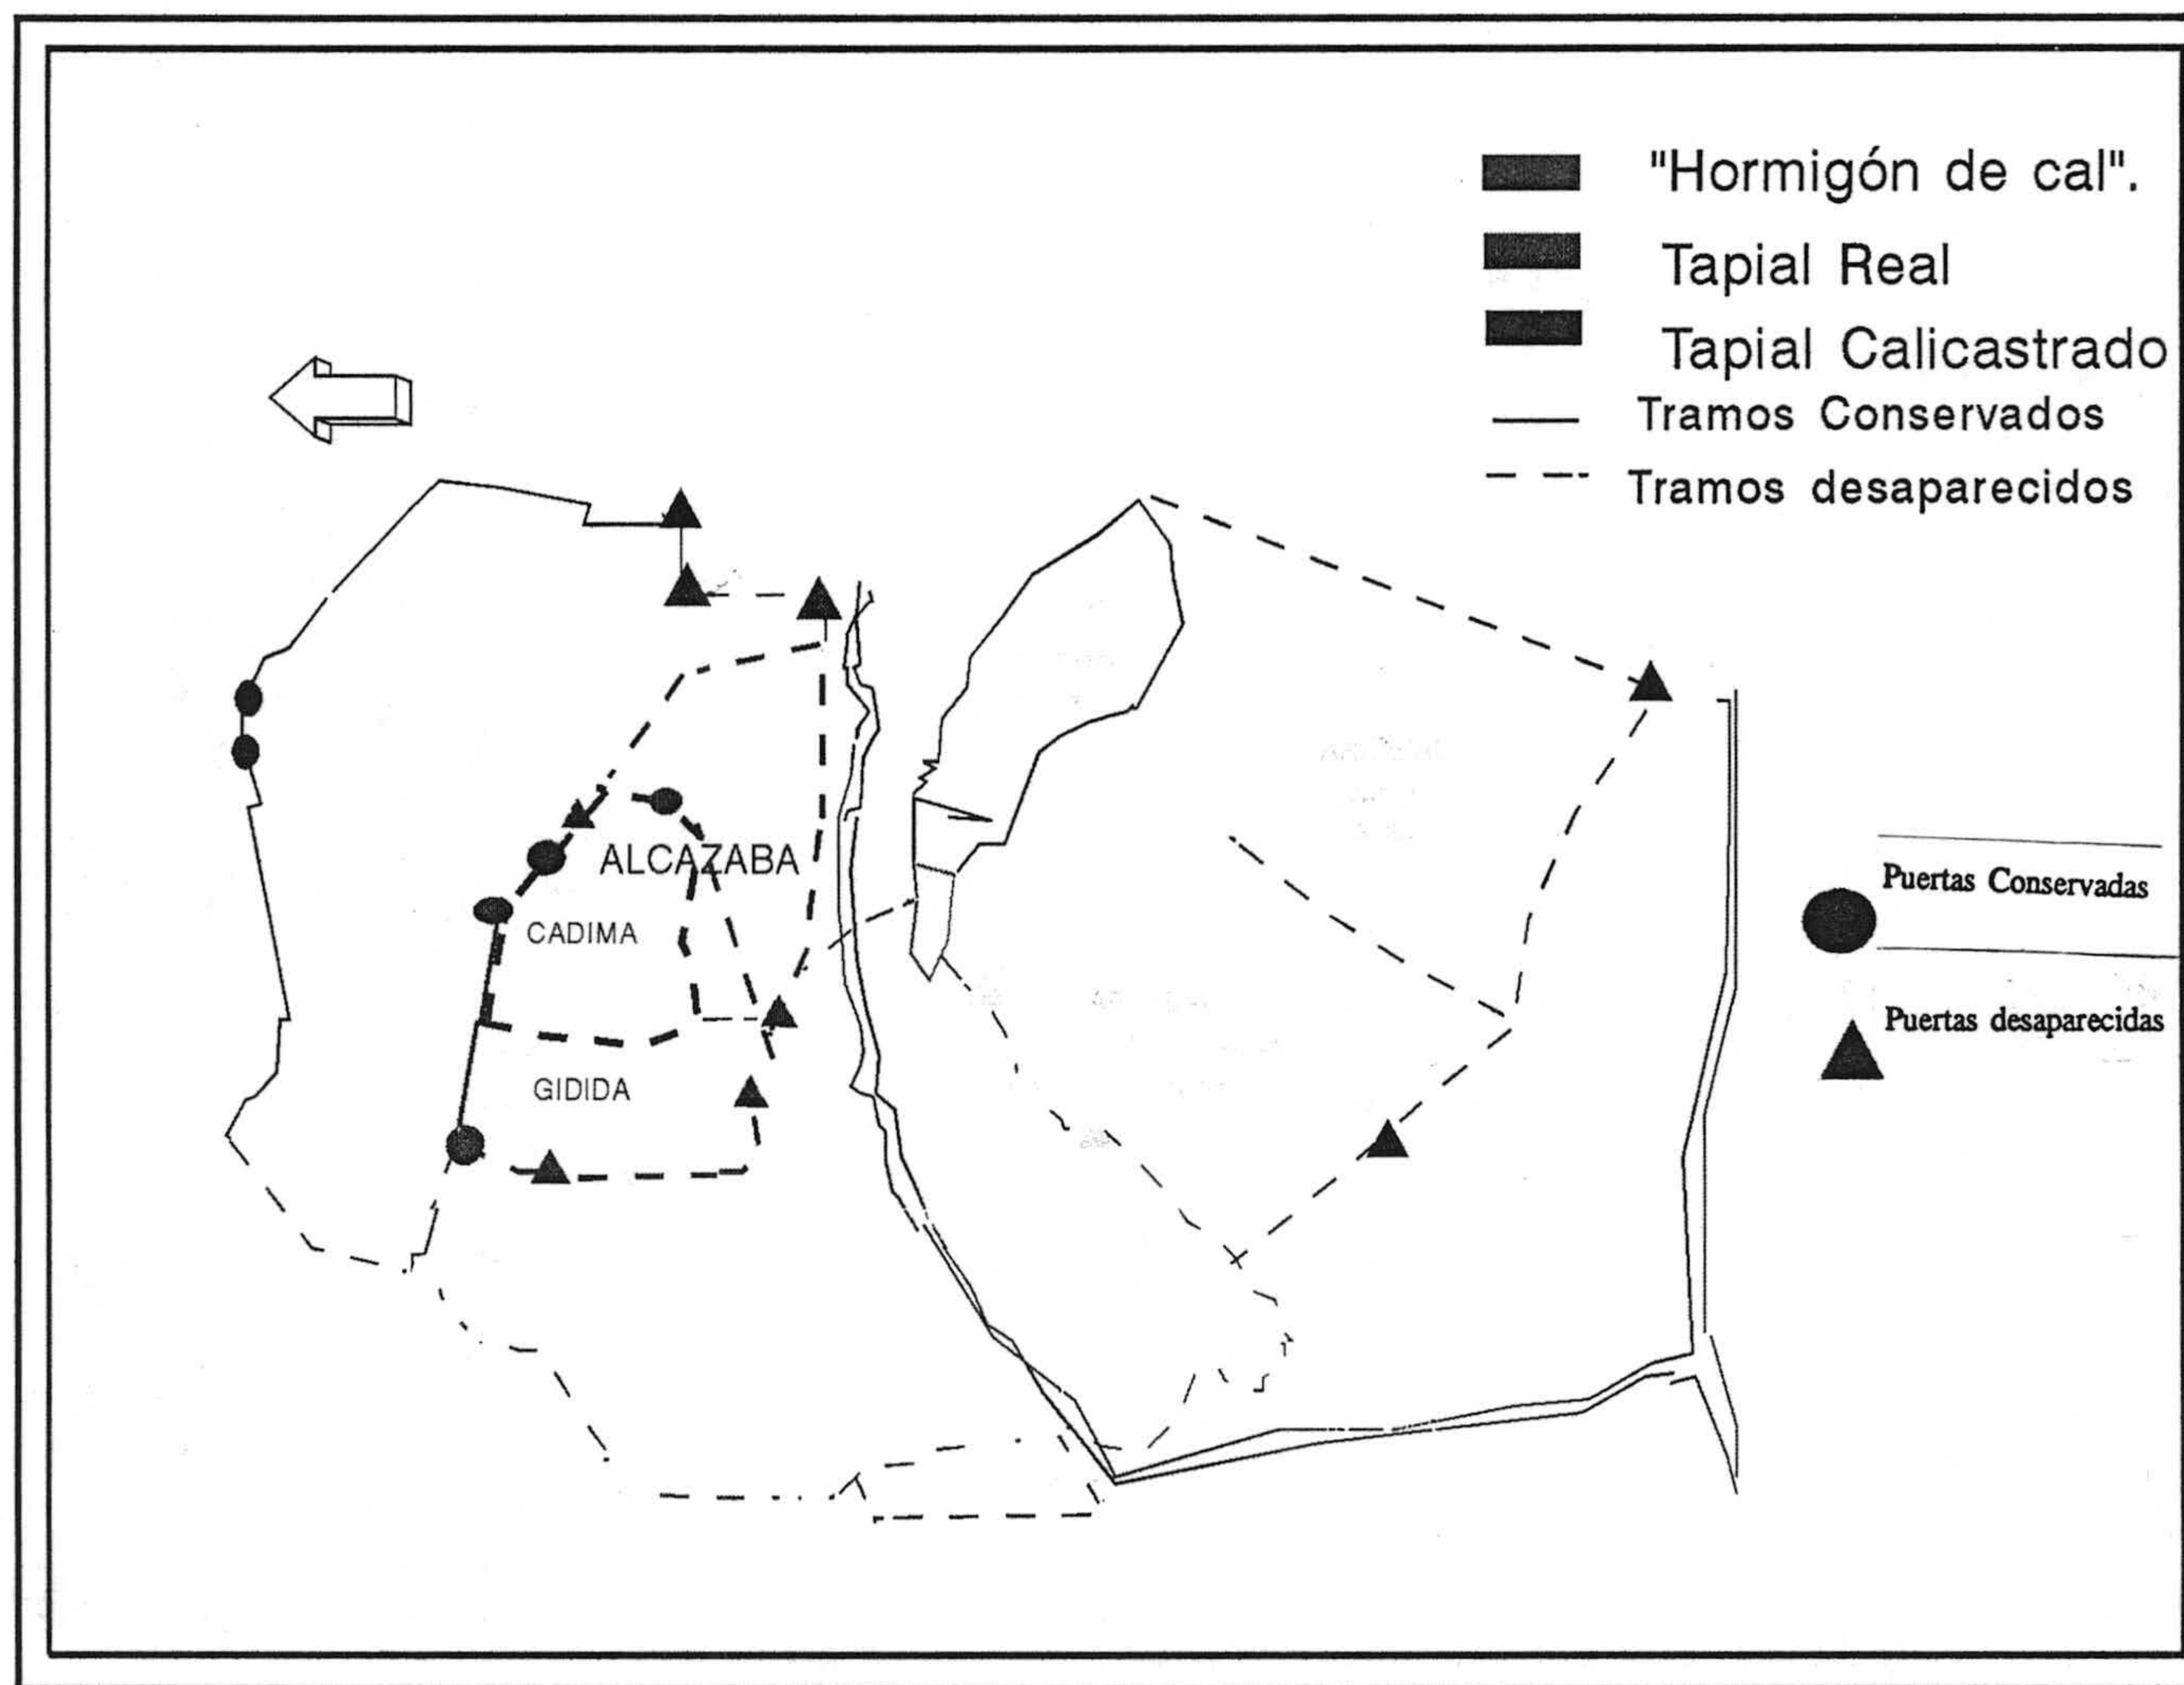 "Hormigón de cal".
Tapial Real
Tapial Calicastrado
Tramos Conservados
Tramos desaparecidos
ALCAZABA
CADIMA
GIDIDA
Puertas Conservadas
Puertas desaparecidas